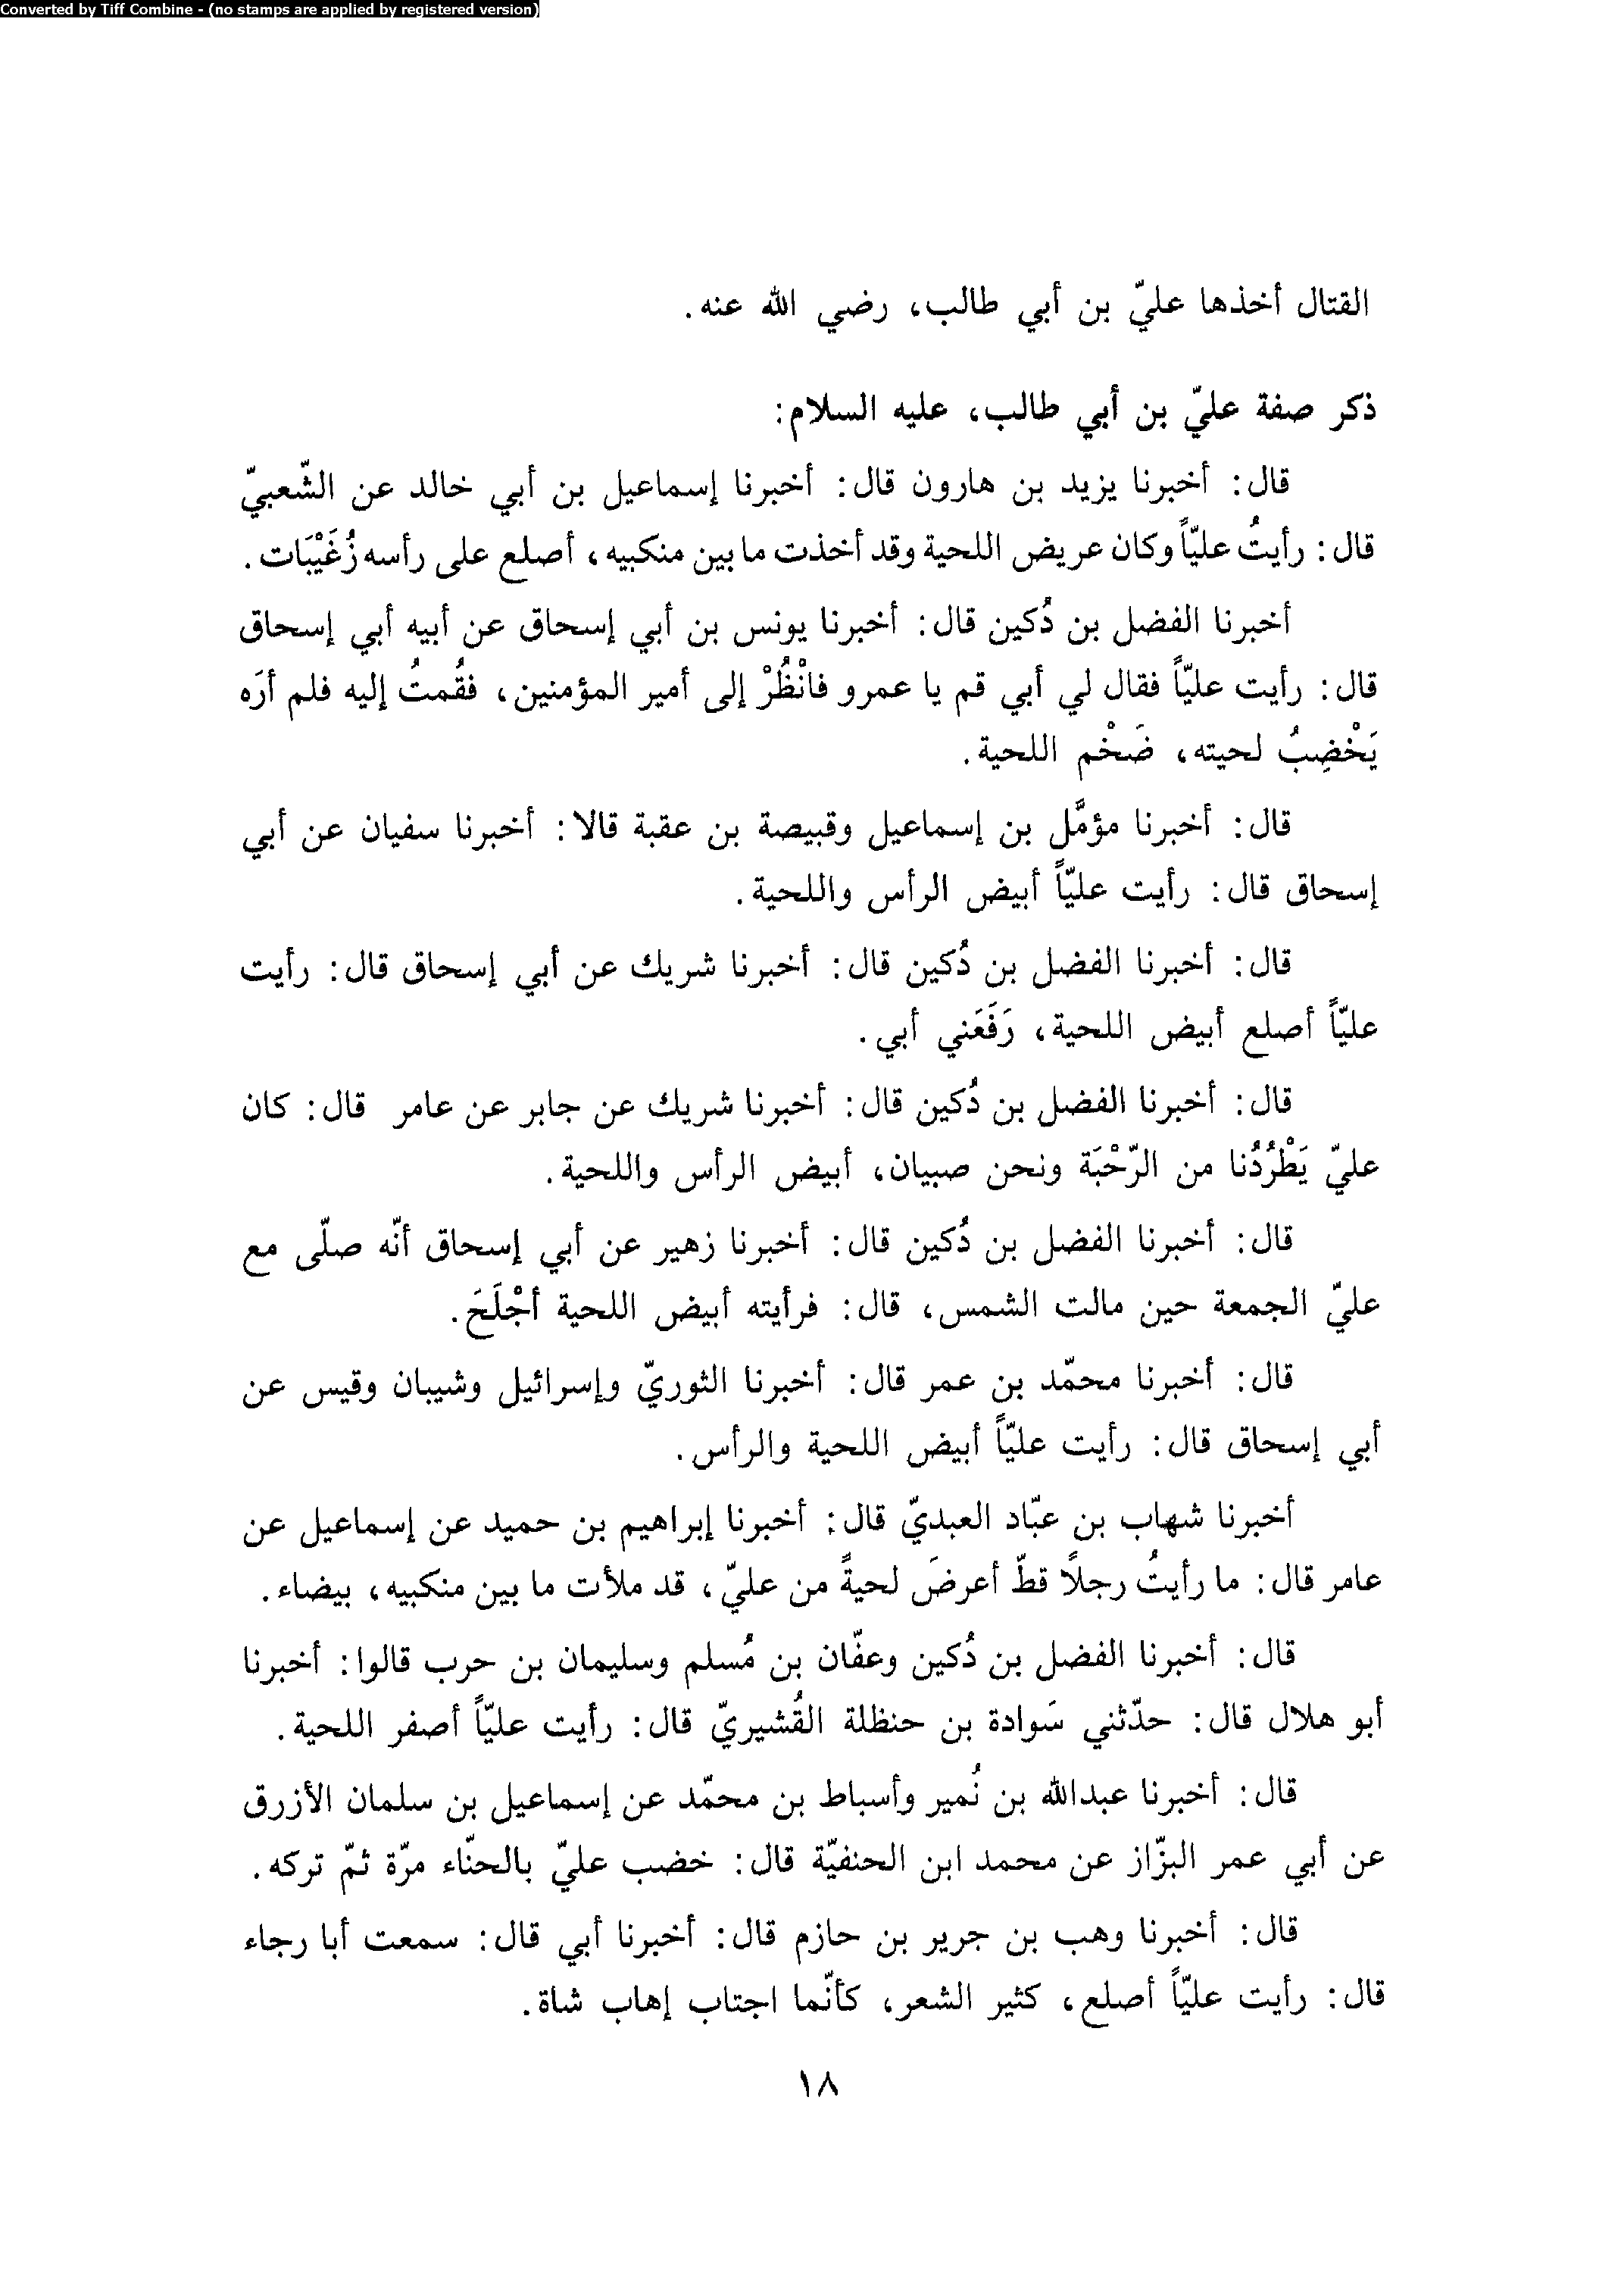 Converted by Tiff Combine - (no stamps are applied by registered version)
القتال أخذها عليّ بن أبي طالب، رضي الله عنه.
ذكر صفة عليّ بن أبي طالب، عليه السلام:
قال: أخبرنا يزيد بن هارون قال: أخبرنا إسماعيل بن أبي خالد عن الشّعبيّ
قال: رأيتُ عليّاً وكان عريض اللحية وقد أخذت ما بين منكبيه، أصلع على رأسه زُغَيْبَات.
أخبرنا الفضل بن دُكين قال: أخبرنا يونس بن أبي إسحاق عن أبيه أبي إسحاق
قال: رأيت عليّاً فقال لي أبي قم يا عمرو فانْظُرْ إلى أمير المؤمنين، فقُمتُ إليه فلم أرَه
يَخْضِبُ لحيته، ضَخْم اللحية.
قال: أخبرنا مؤمَّل بن إسماعيل وقبيصة بن عقبة قالا: أخبرنا سفيان عن أبي
إسحاق قال: رأيت عليّاً أبيض الرأس واللحية.
قال: أخبرنا الفضل بن دُكين قال: أخبرنا شريك عن أبي إسحاق قال: رأيت
عليّاً أصلع أبيض اللحية، رَفَعَني أبي.
قال: أخبرنا الفضل بن دُكين قال: أخبرنا شريك عن جابر عن عامر قال: كان
عليّ يَطْرُدُنا من الرّحْبَة ونحن صبيان، أبيض الرأس واللحية.
قال: أخبرنا الفضل بن دُكين قال: أخبرنا زهير عن أبي إسحاق أنّه صلّى مع
عليّ الجمعة حين مالت الشمس، قال: فرأيته أبيض اللحية أجْلَحَ.
قال: أخبرنا محمّد بن عمر قال: أخبرنا الثوريّ وإسرائيل وشيبان وقيس عن
أبي إسحاق قال: رأيت عليّاً أبيض اللحية والرأس.
أخبرنا شهاب بن عبّاد العبديّ قال: أخبرنا إبراهيم بن حميد عن إسماعيل عن
عامر قال: ما رأيتُ رجلاً قطّ أعرضَ لحيةً من عليّ، قد ملأت ما بين منكبيه، بيضاء.
قال: أخبرنا الفضل بن دُكين وعفّان بن مُسلم وسليمان بن حرب قالوا: أخبرنا
أبو هلال قال: حدّثني سَوادة بن حنظلة القُشيريّ قال: رأيت عليّاً أصفر اللحية.
قال: أخبرنا عبدالله بن نُمير وأسباط بن محمّد عن إسماعيل بن سلمان الأزرق
عن أبي عمر البزّاز عن محمد ابن الحنفيّة قال: خضب عليّ بالحنّاء مرّة ثمّ تركه.
قال: أخبرنا وهب بن جرير بن حازم قال: أخبرنا أبي قال: سمعت أبا رجاء
قال: رأيت عليّاً أصلع، كثير الشعر، كأنّما اجتاب إهاب شاة.
١٨